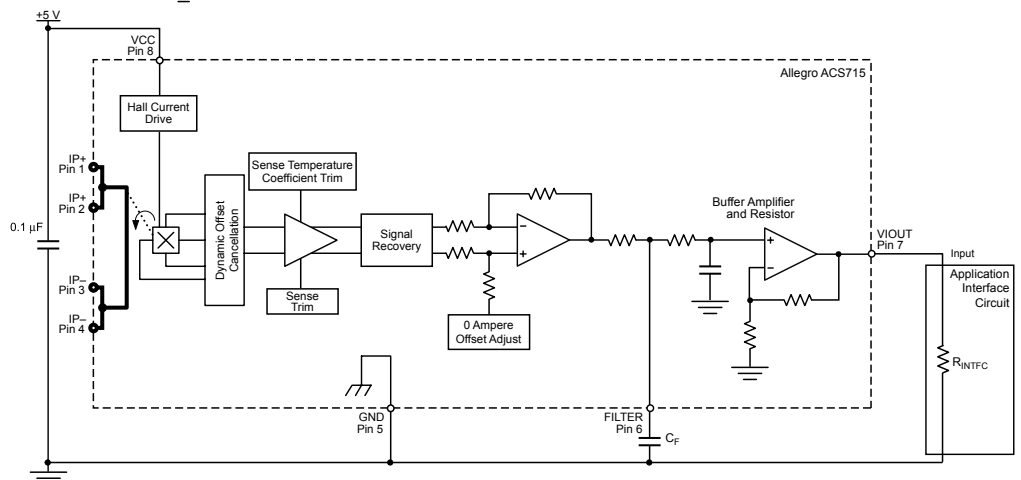 +5 V
VCC
Pin 8
Allegro ACS715
Hall Current
Drive
IP+
Pin 1
IP+
Pin 2
0.1 µF
IP–
Pin 3
IP–
Pin 4
Dynamic Offset
Cancellation
Sense Temperature
Coefficient Trim
Sense
Trim
Signal
Recovery
0 Ampere
Offset Adjust
Buffer Amplifier
and Resistor
VIOUT
Pin 7
Input
Application
Interface
Circuit
RINTFC
GND
Pin 5
FILTER
Pin 6
CF